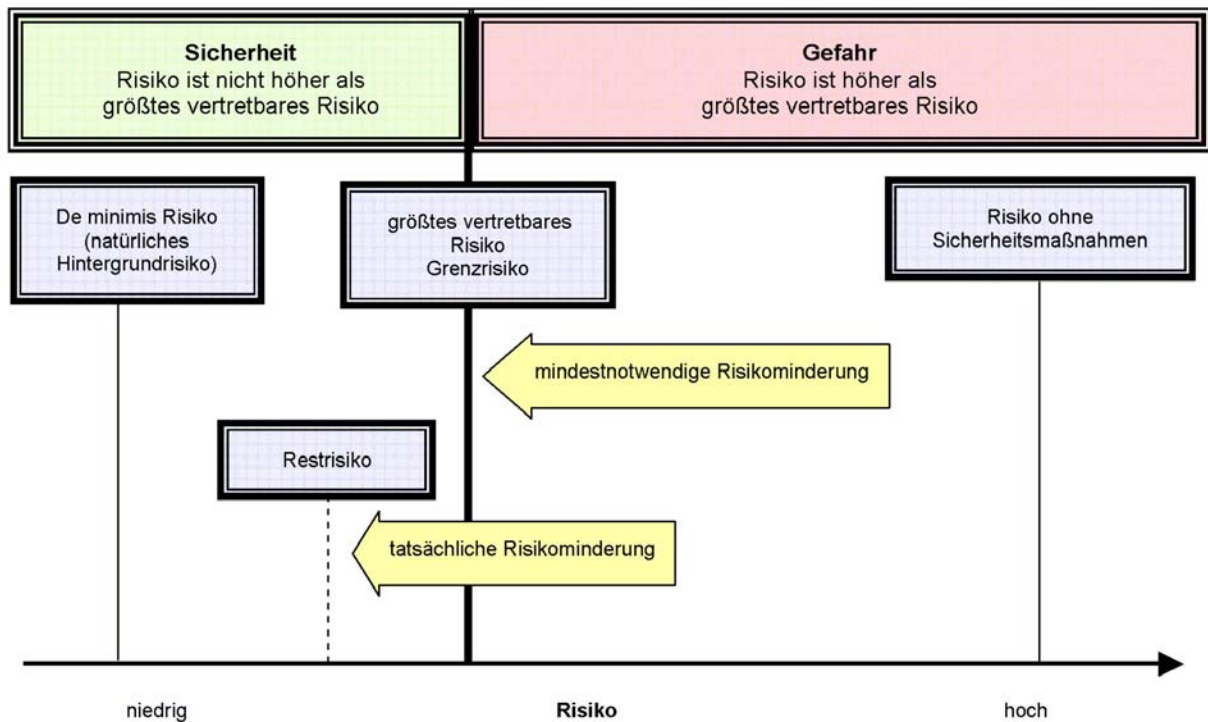 Sicherheit
Risiko ist nicht höher als
größtes vertretbares Risiko
Gefahr
Risiko ist höher als
größtes vertretbares Risiko
De minimis Risiko
(natürliches
Hintergrundrisiko)
größtes vertretbares
Risiko
Grenzrisiko
Risiko ohne
Sicherheitsmaßnahmen
mindestnotwendige Risikominderung
Restrisiko
tatsächliche Risikominderung
niedrig
Risiko
hoch